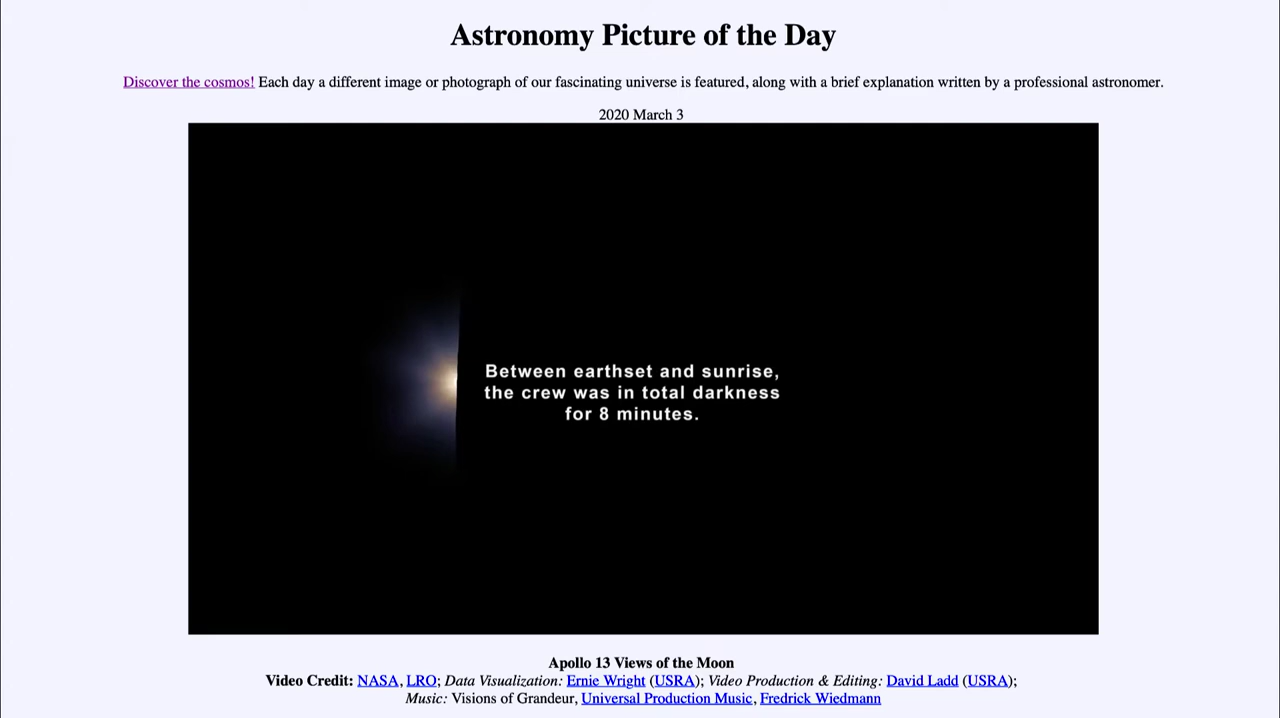 Astronomy Picture of the Day
Discover the cosmos! Each day a different image or photograph of our fascinating universe is featured, along with a brief explanation written by a professional astronomer.
2020 March 3
Between earthset and sunrise,
the crew was in total darkness
for 8 minutes.
Apollo 13 Views of the Moon
Video Credit: NASA, LRO; Data Visualization: Ernie Wright (USRA); Video Production & Editing: David Ladd (USRA);
Music: Visions of Grandeur, Universal Production Music, Fredrick Wiedmann